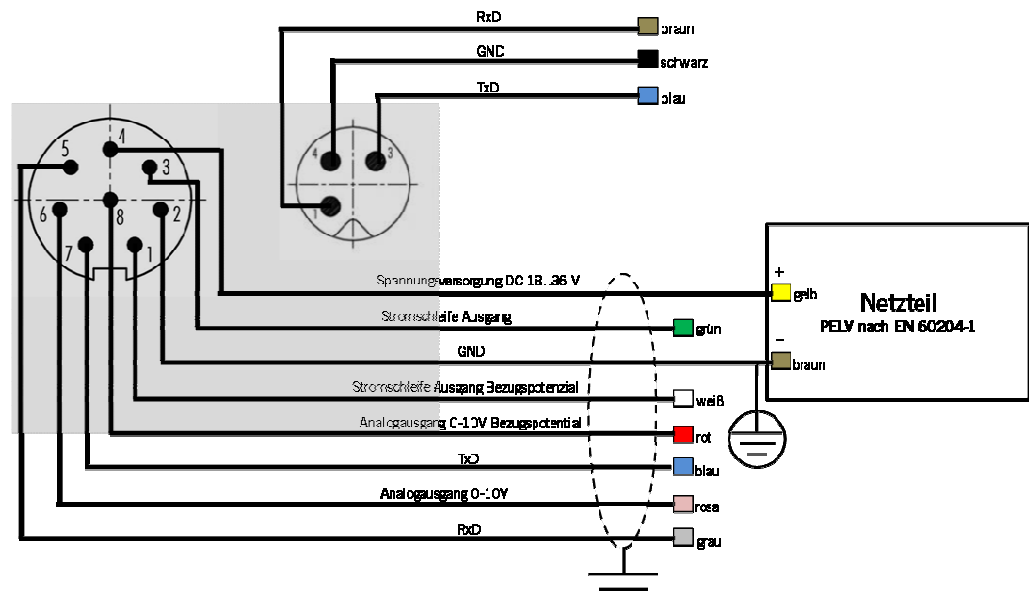 RxD
braun
GND
schwarz
TxD
blau
4
5
3
6
8
2
7
1
4
3
1
Spannungsversorgung DC 18...36 V
+
gelb
Netzteil
PELV nach EN 60204-1
Stromschleife Ausgang
grün
GND
−
braun
Stromschleife Ausgang Bezugspotenzial
weiß
Analogausgang 0-10V Bezugspotential
rot
TxD
blau
Analogausgang 0-10V
rosa
RxD
grau